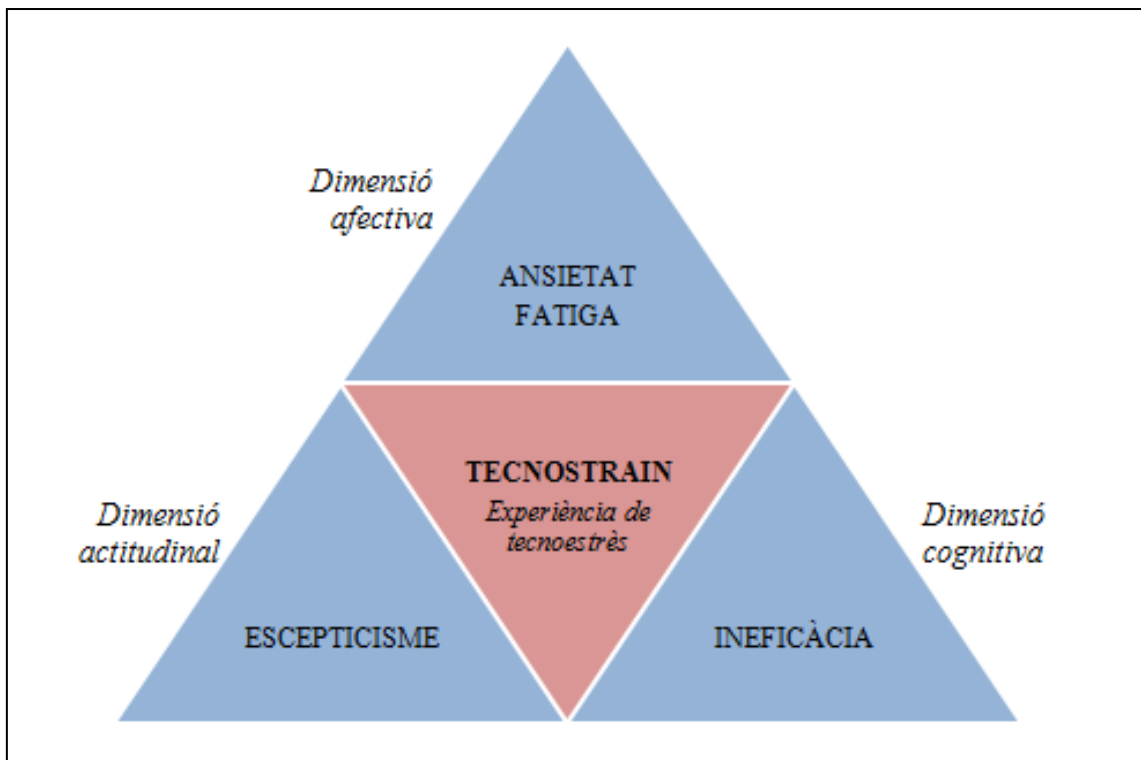 Dimensió
afectiva
ANSIETAT
FATIGA
TECNOSTRAIN
Experiència de
tecnoestrès
Dimensió
actitudinal
Dimensió
cognitiva
ESCEPTICISME
INEFICÀCIA